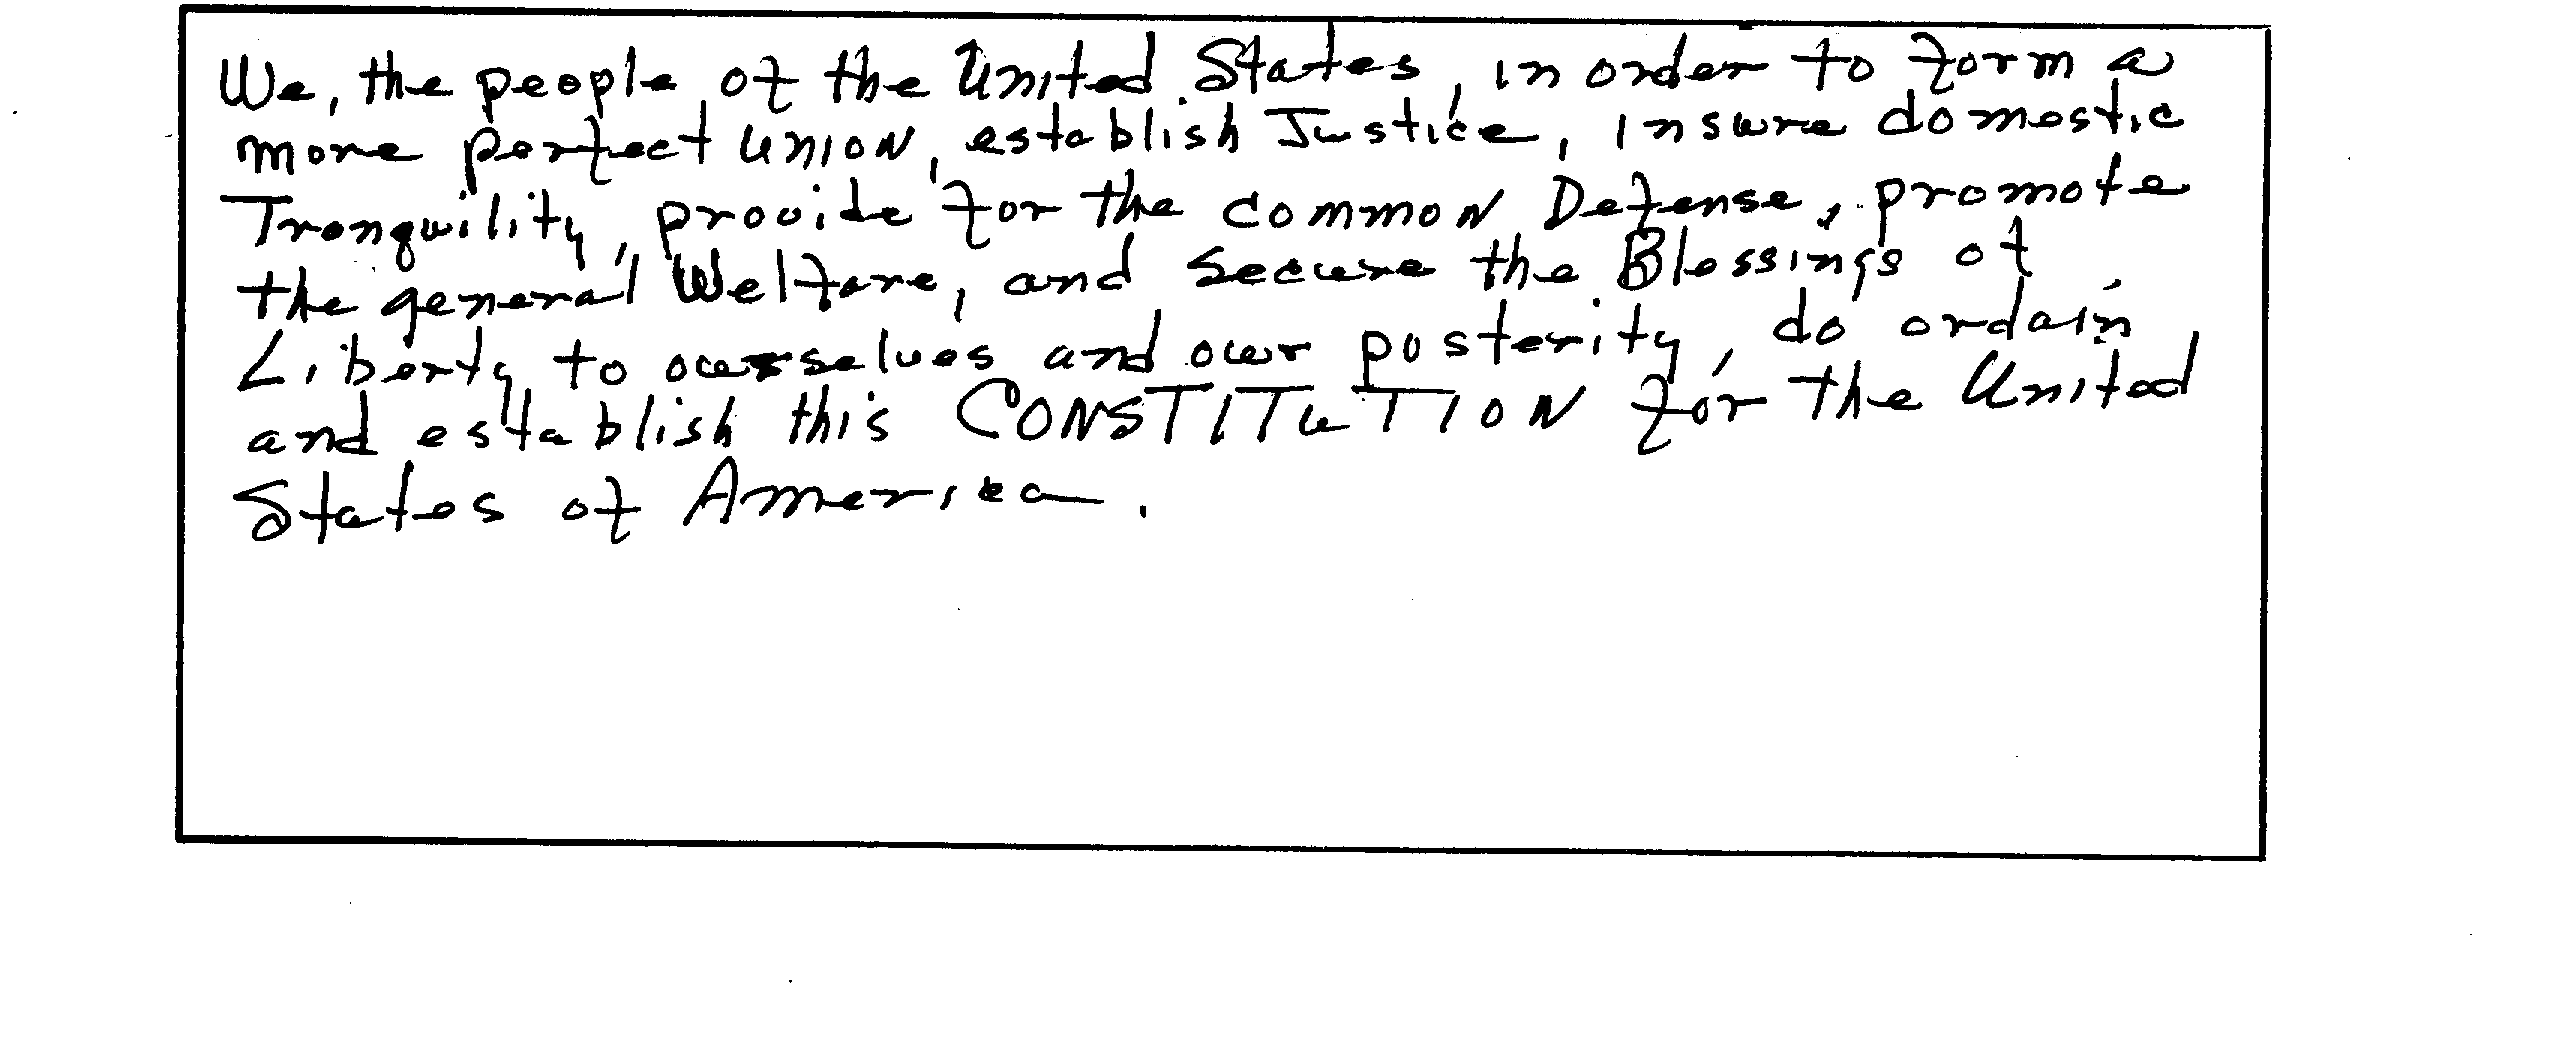 We, the people of the United States, in order to form a
more perfect union, establish Justice, insure domestic
Tranquility, provide for the common Defense, promote
the general Welfare, and secure the Blessings of
Liberty to ourselves and our posterity, do ordain
and establish this CONSTITUTION for the United
States of America.